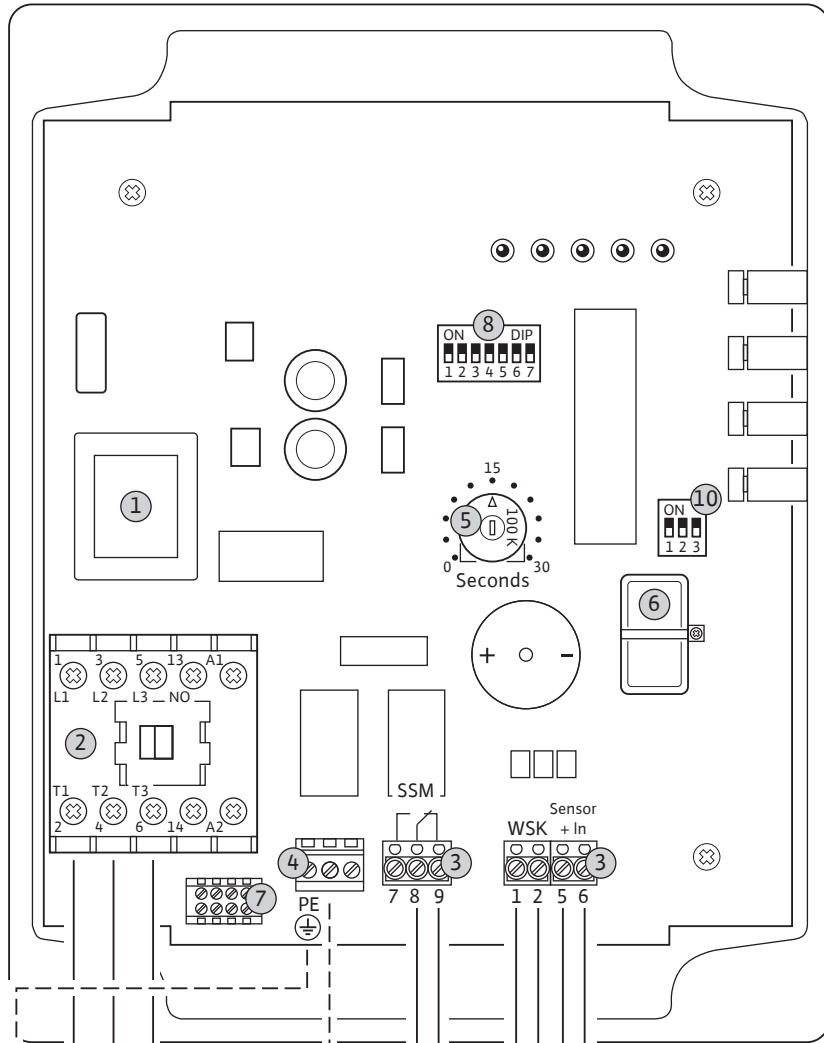 8
ON DIP
1 2 3 4 5 6 7
15
10
ON
1 2 3
1
5
100 K
0 30
Seconds
6
+ -
1 3 5 13 A1
L1 L2 L3 NO
2
T1 T2 T3
2 4 6 14 A2
SSM
Sensor
WSK + In
4
3
3
7
PE
7 8 9
1 2 5 6